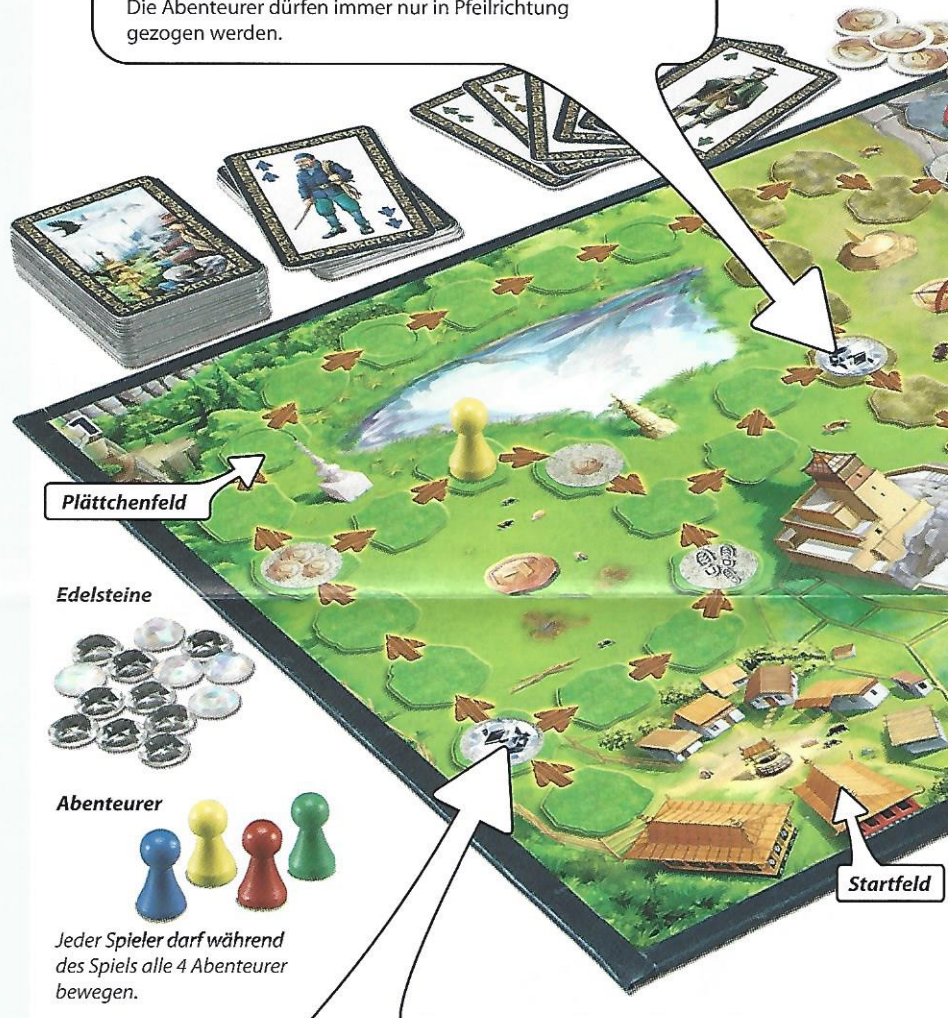 Die Abenteurer dürfen immer nur in Pfeilrichtung
gezogen werden.
Plättchenfeld
Edelsteine
Abenteurer
Jeder Spieler darf während
des Spiels alle 4 Abenteurer
bewegen.
Startfeld